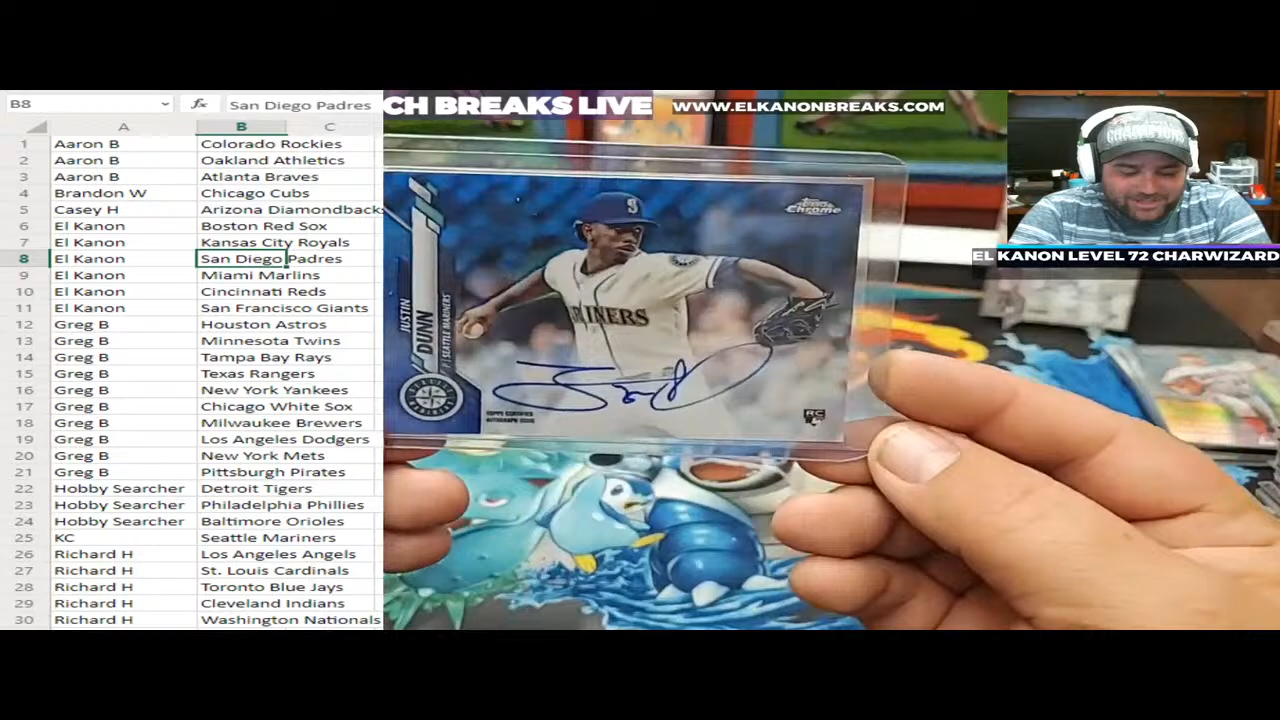 B8
fx
San Diego Padres
A B C
1 Aaron B Colorado Rockies
2 Aaron B Oakland Athletics
3 Aaron B Atlanta Braves
4 Brandon W Chicago Cubs
5 Casey H Arizona Diamondbacks
6 El Kanon Boston Red Sox
7 El Kanon Kansas City Royals
8 El Kanon San Diego Padres
9 El Kanon Miami Marlins
10 El Kanon Cincinnati Reds
11 El Kanon San Francisco Giants
12 Greg B Houston Astros
13 Greg B Minnesota Twins
14 Greg B Tampa Bay Rays
15 Greg B Texas Rangers
16 Greg B New York Yankees
17 Greg B Chicago White Sox
18 Greg B Milwaukee Brewers
19 Greg B Los Angeles Dodgers
20 Greg B New York Mets
21 Greg B Pittsburgh Pirates
22 Hobby Searcher Detroit Tigers
23 Hobby Searcher Philadelphia Phillies
24 Hobby Searcher Baltimore Orioles
25 KC Seattle Mariners
26 Richard H Los Angeles Angels
27 Richard H St. Louis Cardinals
28 Richard H Toronto Blue Jays
29 Richard H Cleveland Indians
30 Richard H Washington Nationals
CH BREAKS LIVE
WWW.ELKANONBREAKS.COM
Topps
Chrome
S
MARINERS
JUSTIN
DUNN
SEATTLE MARINERS
TOPPS CERTIFIED
AUTOGRAPH ISSUE
RC
CHAMPIONS
EL KANON LEVEL 72 CHARWIZARD